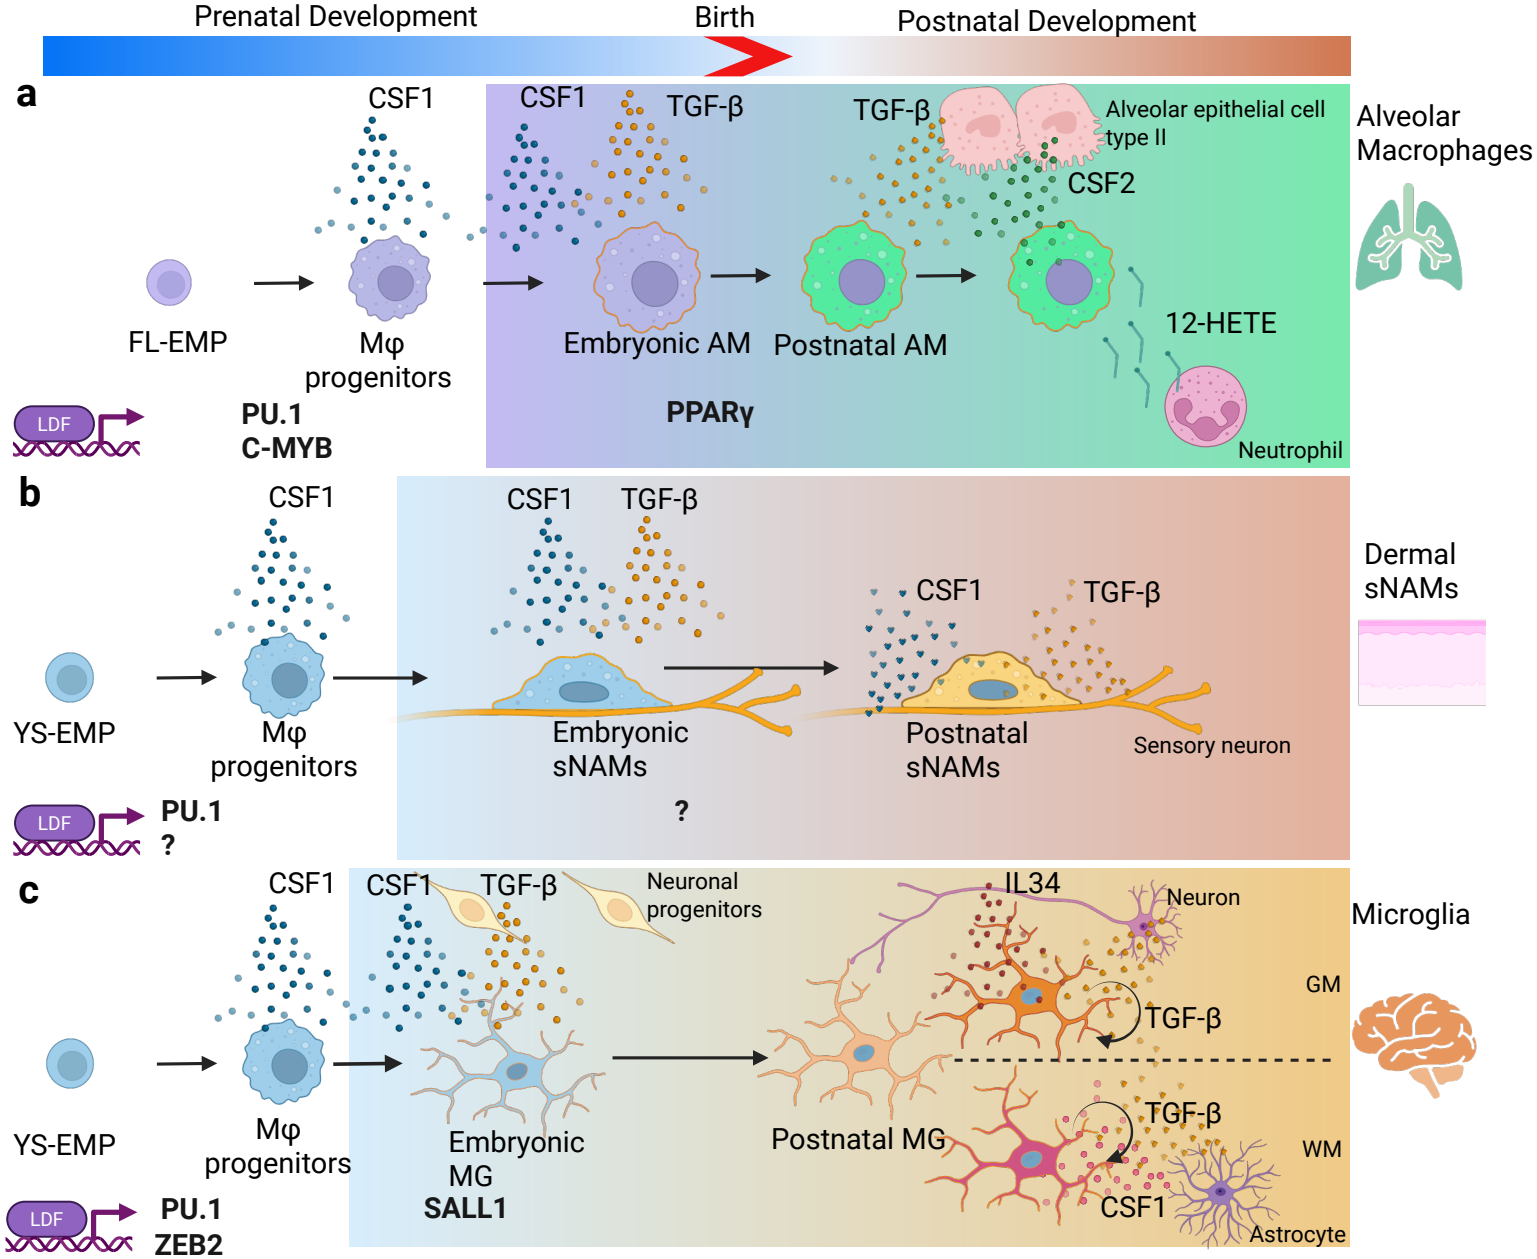 Prenatal Development
Birth
Postnatal Development
a
CSF1
CSF1
TGF-β
TGF-β
Alveolar epithelial cell
type II
CSF2
Alveolar
Macrophages
FL-EMP
Mφ
progenitors
Embryonic AM
Postnatal AM
12-HETE
LDF
PU.1
C-MYB
PPARγ
Neutrophil
b
CSF1
CSF1
TGF-β
CSF1
TGF-β
Dermal
sNAMs
YS-EMP
Mφ
progenitors
Embryonic
sNAMs
Postnatal
sNAMs
Sensory neuron
LDF
PU.1
?
?
c
CSF1
CSF1
TGF-β
Neuronal
progenitors
IL34
Neuron
Microglia
GM
TGF-β
YS-EMP
Mφ
progenitors
Embryonic
MG
Postnatal MG
TGF-β
WM
CSF1
Astrocyte
LDF
PU.1
ZEB2
SALL1